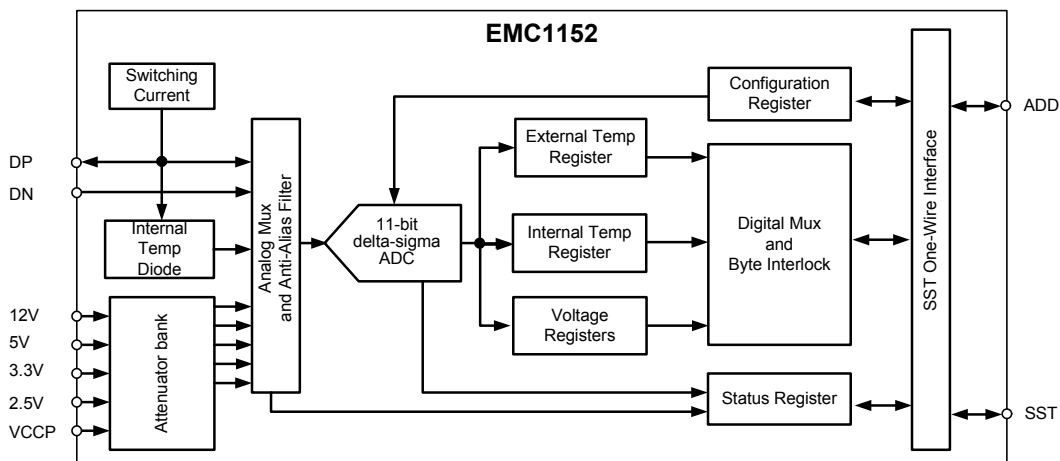 EMC1152
Switching
Current
Configuration
Register
ADD
External Temp
Register
DP
DN
Internal
Temp
Diode
Analog Mux
and Anti-Alias Filter
11-bit
delta-sigma
ADC
Internal Temp
Register
Digital Mux
and
Byte Interlock
SST One-Wire Interface
12V
5V
3.3V
2.5V
VCCP
Attenuator bank
Voltage
Registers
Status Register
SST